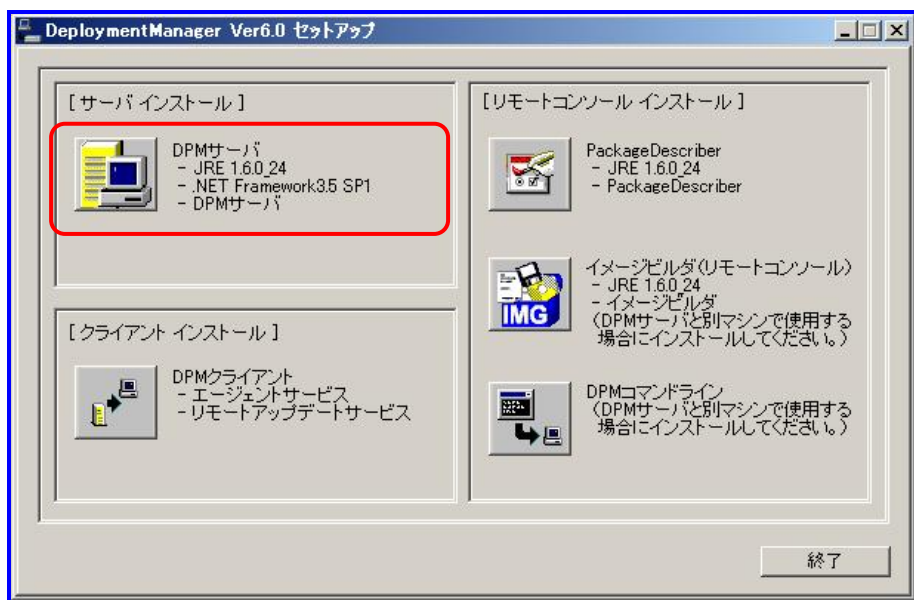 DeploymentManager Ver6.0 セットアップ
[サーバ インストール]
DPMサーバ
- JRE 1.6.0_24
- .NET Framework3.5 SP1
- DPMサーバ
[クライアント インストール]
DPMクライアント
- エージェントサービス
- リモートアップデートサービス
[リモートコンソール インストール]
PackageDescriber
- JRE 1.6.0_24
- PackageDescriber
IMG
イメージビルダ(リモートコンソール)
- JRE 1.6.0_24
- イメージビルダ
(DPMサーバと別マシンで使用する
場合にインストールしてください。)
DPMコマンドライン
(DPMサーバと別マシンで使用する
場合にインストールしてください。)
終了